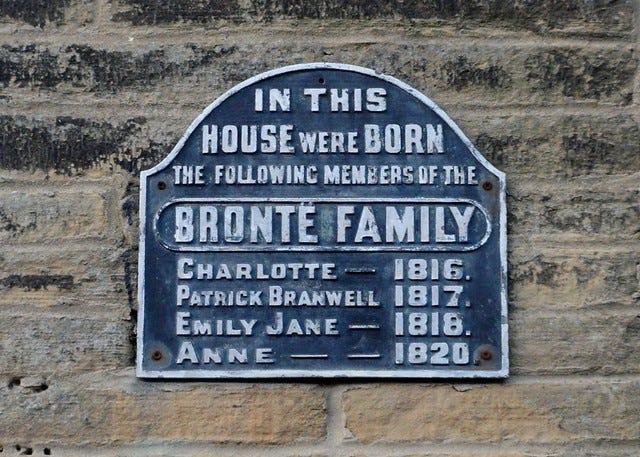 IN THIS
HOUSE WERE BORN
THE FOLLOWING MEMBERS OF THE
BRONTË FAMILY
CHARLOTTE — 1816.
PATRICK BRANWELL 1817.
EMILY JANE — 1818.
ANNE — — 1820.